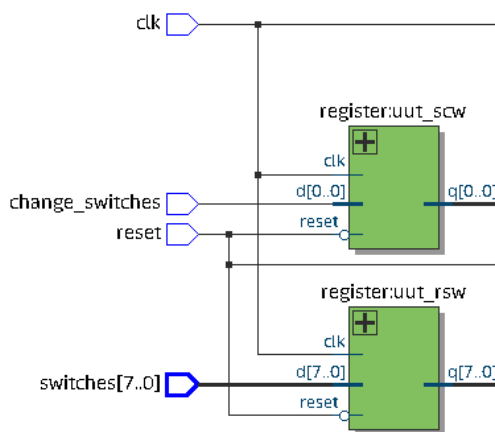 clk
register:uut_scw
clk
change_switches
d[0..0]
q[0..0]
reset
reset
register:uut_rsw
clk
switches[7..0]
d[7..0]
q[7..0]
reset